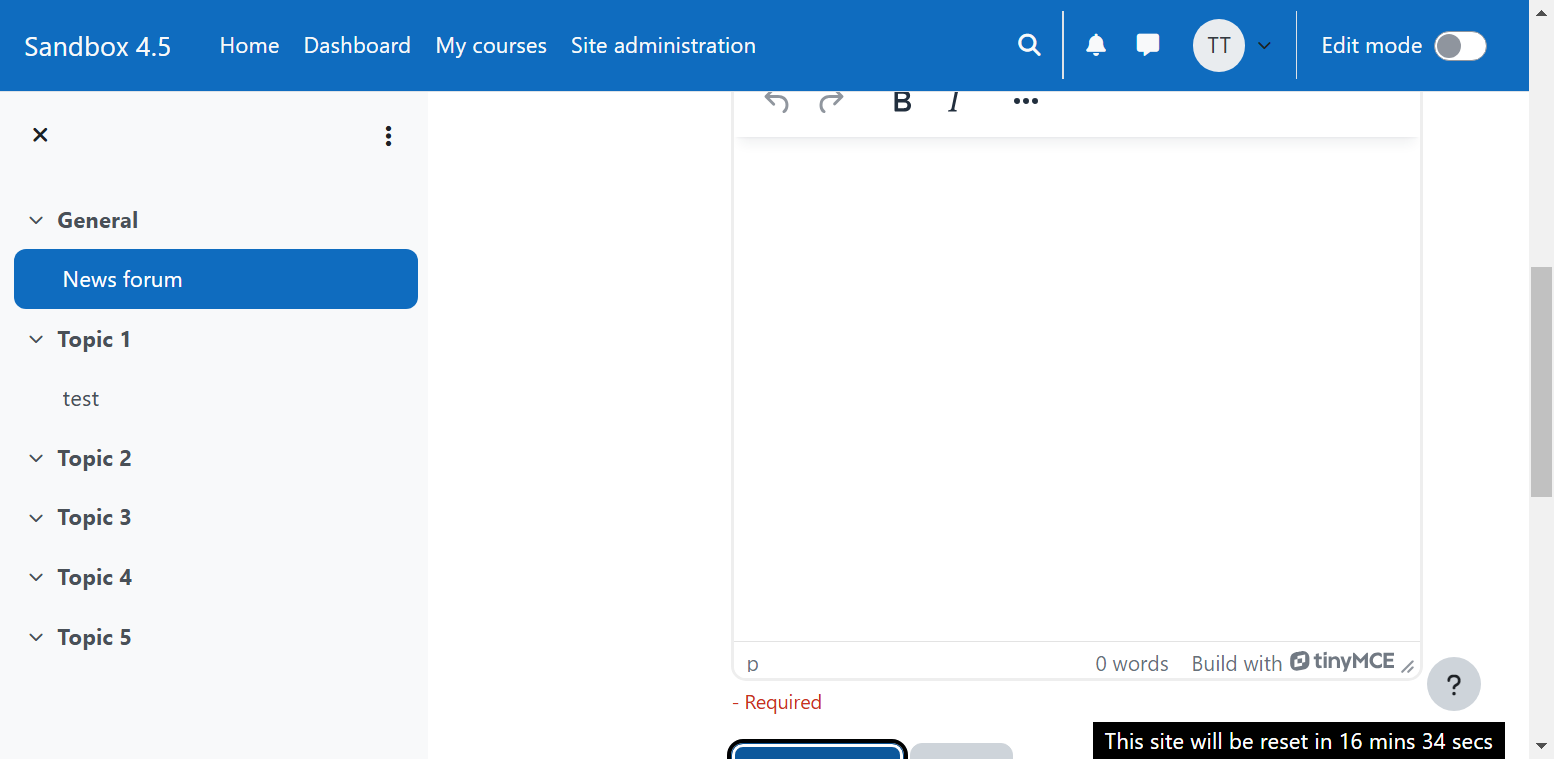 Sandbox 4.5 Home Dashboard My courses Site administration TT Edit mode
General
News forum
Topic 1
test
Topic 2
Topic 3
Topic 4
Topic 5
B I
p 0 words Build with tinyMCE
- Required
?
This site will be reset in 16 mins 34 secs